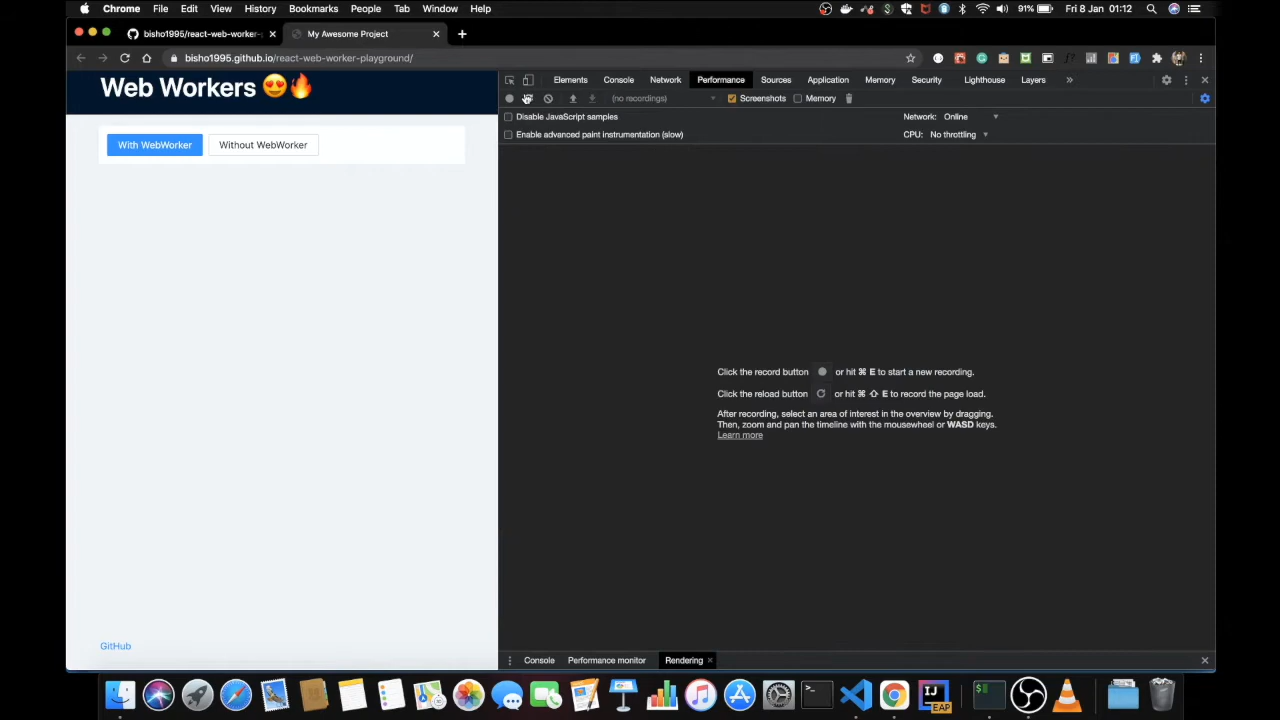 Chrome File Edit View History Bookmarks People Tab Window Help 91% Fri 8 Jan 01:12
bisho1995/react-web-worker- My Awesome Project
bisho1995.github.io/react-web-worker-playground/
Web Workers 😍🔥
With WebWorker Without WebWorker
GitHub
Elements Console Network Performance Sources Application Memory Security Lighthouse Layers »
(no recordings) Screenshots Memory
Disable JavaScript samples Network: Online
Enable advanced paint instrumentation (slow) CPU: No throttling
Click the record button or hit ⌘ E to start a new recording.
Click the reload button or hit ⌘ ⇧ E to record the page load.
After recording, select an area of interest in the overview by dragging.
Then, zoom and pan the timeline with the mousewheel or WASD keys.
Learn more
Console Performance monitor Rendering
IJ
EAP